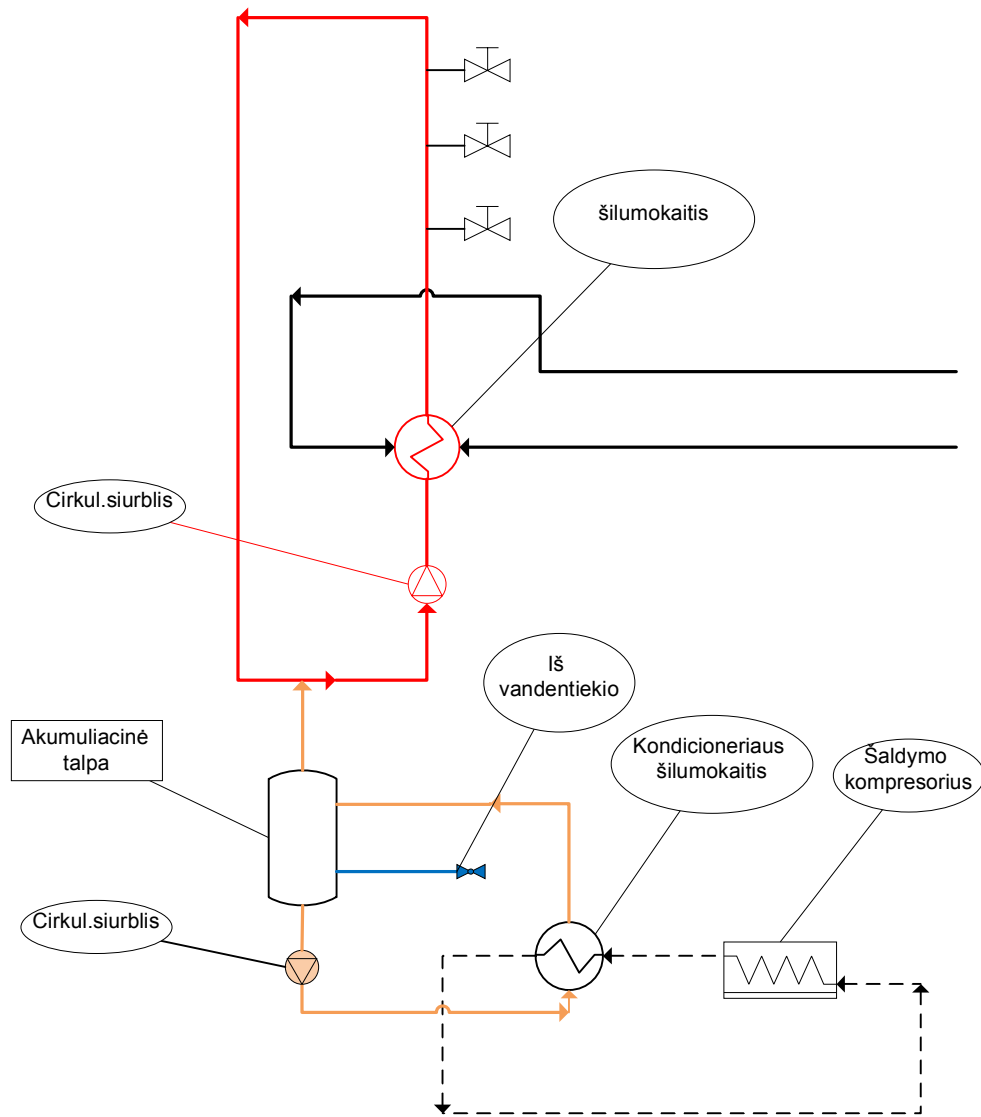 šilumokaitis
Cirkul.siurblis
Iš
vandentiekio
Akumuliacinė
talpa
Kondicioneriaus
šilumokaitis
Šaldymo
kompresorius
Cirkul.siurblis